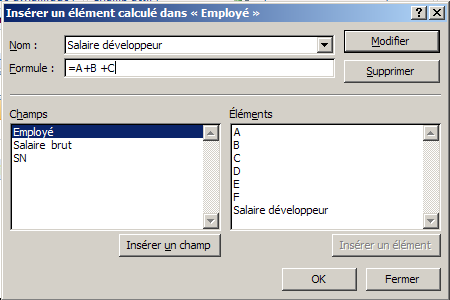 Insérer un élément calculé dans « Employé »
Nom : Salaire développeur Modifier
Formule : =A+B +C Supprimer
Champs Éléments
Employé A
Salaire brut B
SN C
D
E
F
Salaire développeur
Insérer un champ Insérer un élément
OK Fermer